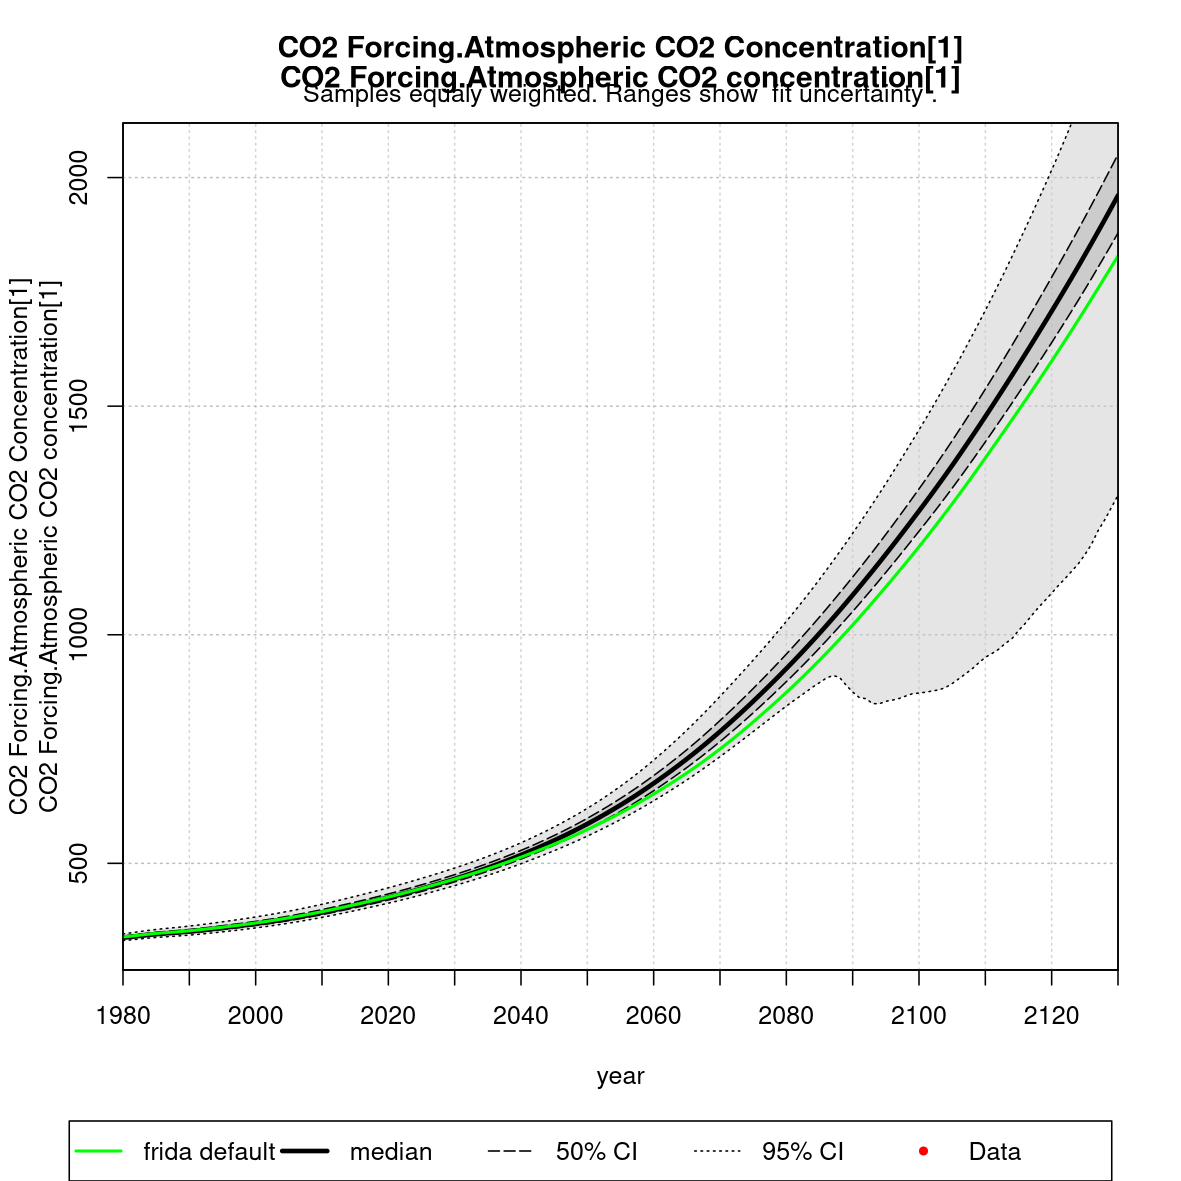 CO2 Forcing.Atmospheric CO2 Concentration[1]
CO2 Forcing.Atmospheric CO2 concentration[1]
Samples equaly weighted. Ranges show  fit uncertainty .
CO2 Forcing.Atmospheric CO2 Concentration[1]
CO2 Forcing.Atmospheric CO2 concentration[1]
2000
1500
1000
500
1980 2000 2020 2040 2060 2080 2100 2120
year
frida default median 50% CI 95% CI Data